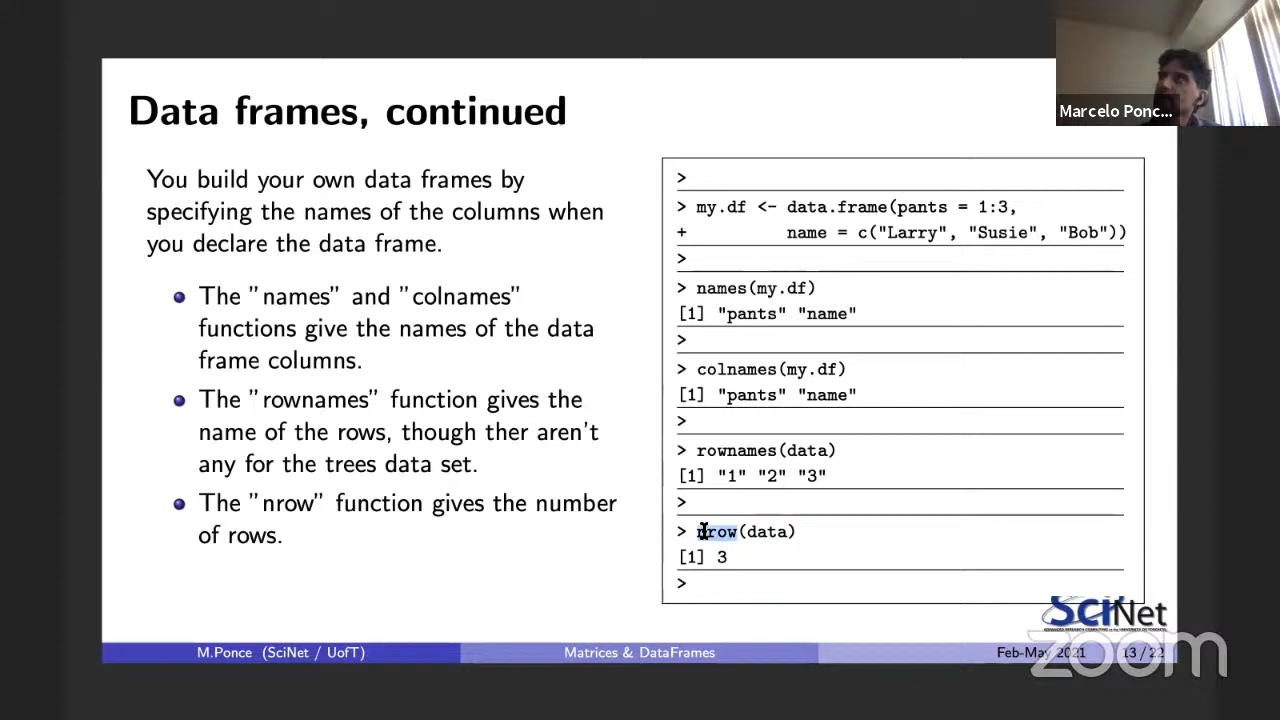 Data frames, continued
You build your own data frames by
specifying the names of the columns when
you declare the data frame.
The "names" and "colnames"
functions give the names of the data
frame columns.
The "rownames" function gives the
name of the rows, though ther aren't
any for the trees data set.
The "nrow" function gives the number
of rows.
>
> my.df <- data.frame(pants = 1:3,
+ name = c("Larry", "Susie", "Bob"))
>
> names(my.df)
[1] "pants" "name"
>
> colnames(my.df)
[1] "pants" "name"
>
> rownames(data)
[1] "1" "2" "3"
>
> nrow(data)
[1] 3
>
Marcelo Ponc...
SciNet
M.Ponce (SciNet / UofT)
Matrices & DataFrames
Feb-May 2021
13 / 22
zoom